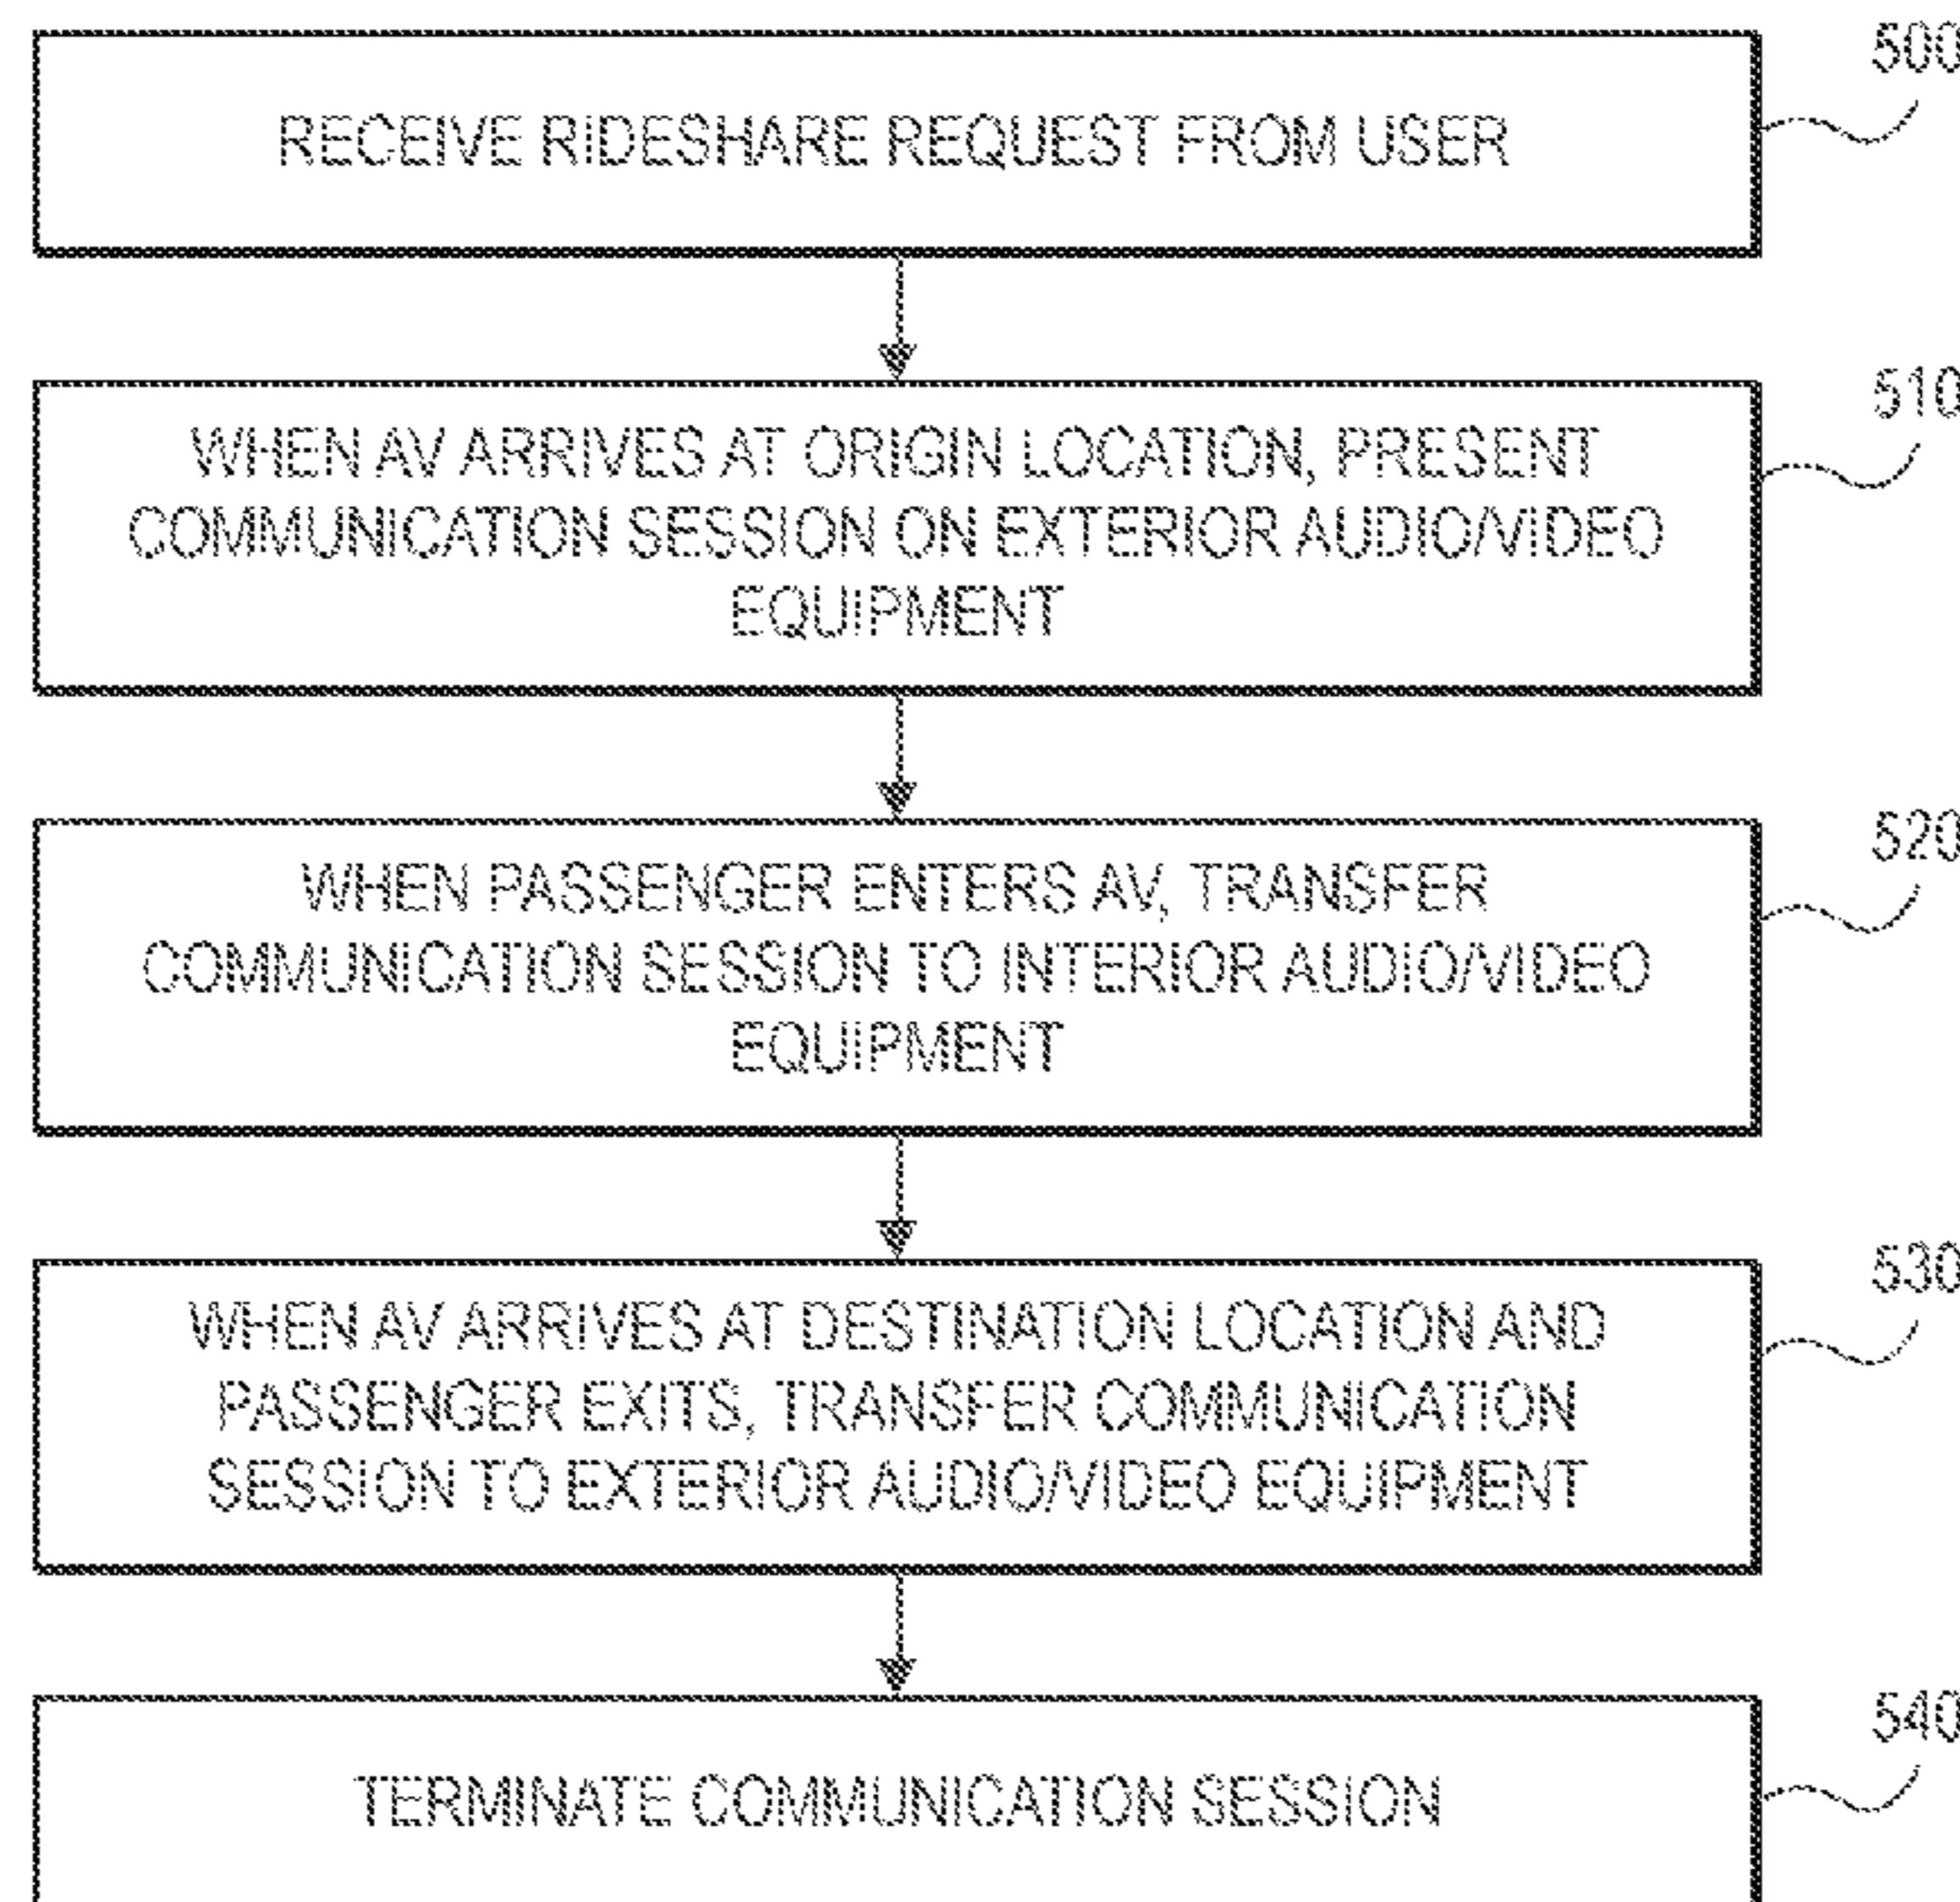 500
RECEIVE RIDESHARE REQUEST FROM USER
510
WHEN AV ARRIVES AT ORIGIN LOCATION, PRESENT
COMMUNICATION SESSION ON EXTERIOR AUDIO/VIDEO
EQUIPMENT
520
WHEN PASSENGER ENTERS AV, TRANSFER
COMMUNICATION SESSION TO INTERIOR AUDIO/VIDEO
EQUIPMENT
530
WHEN AV ARRIVES AT DESTINATION LOCATION AND
PASSENGER EXITS, TRANSFER COMMUNICATION
SESSION TO EXTERIOR AUDIO/VIDEO EQUIPMENT
540
TERMINATE COMMUNICATION SESSION